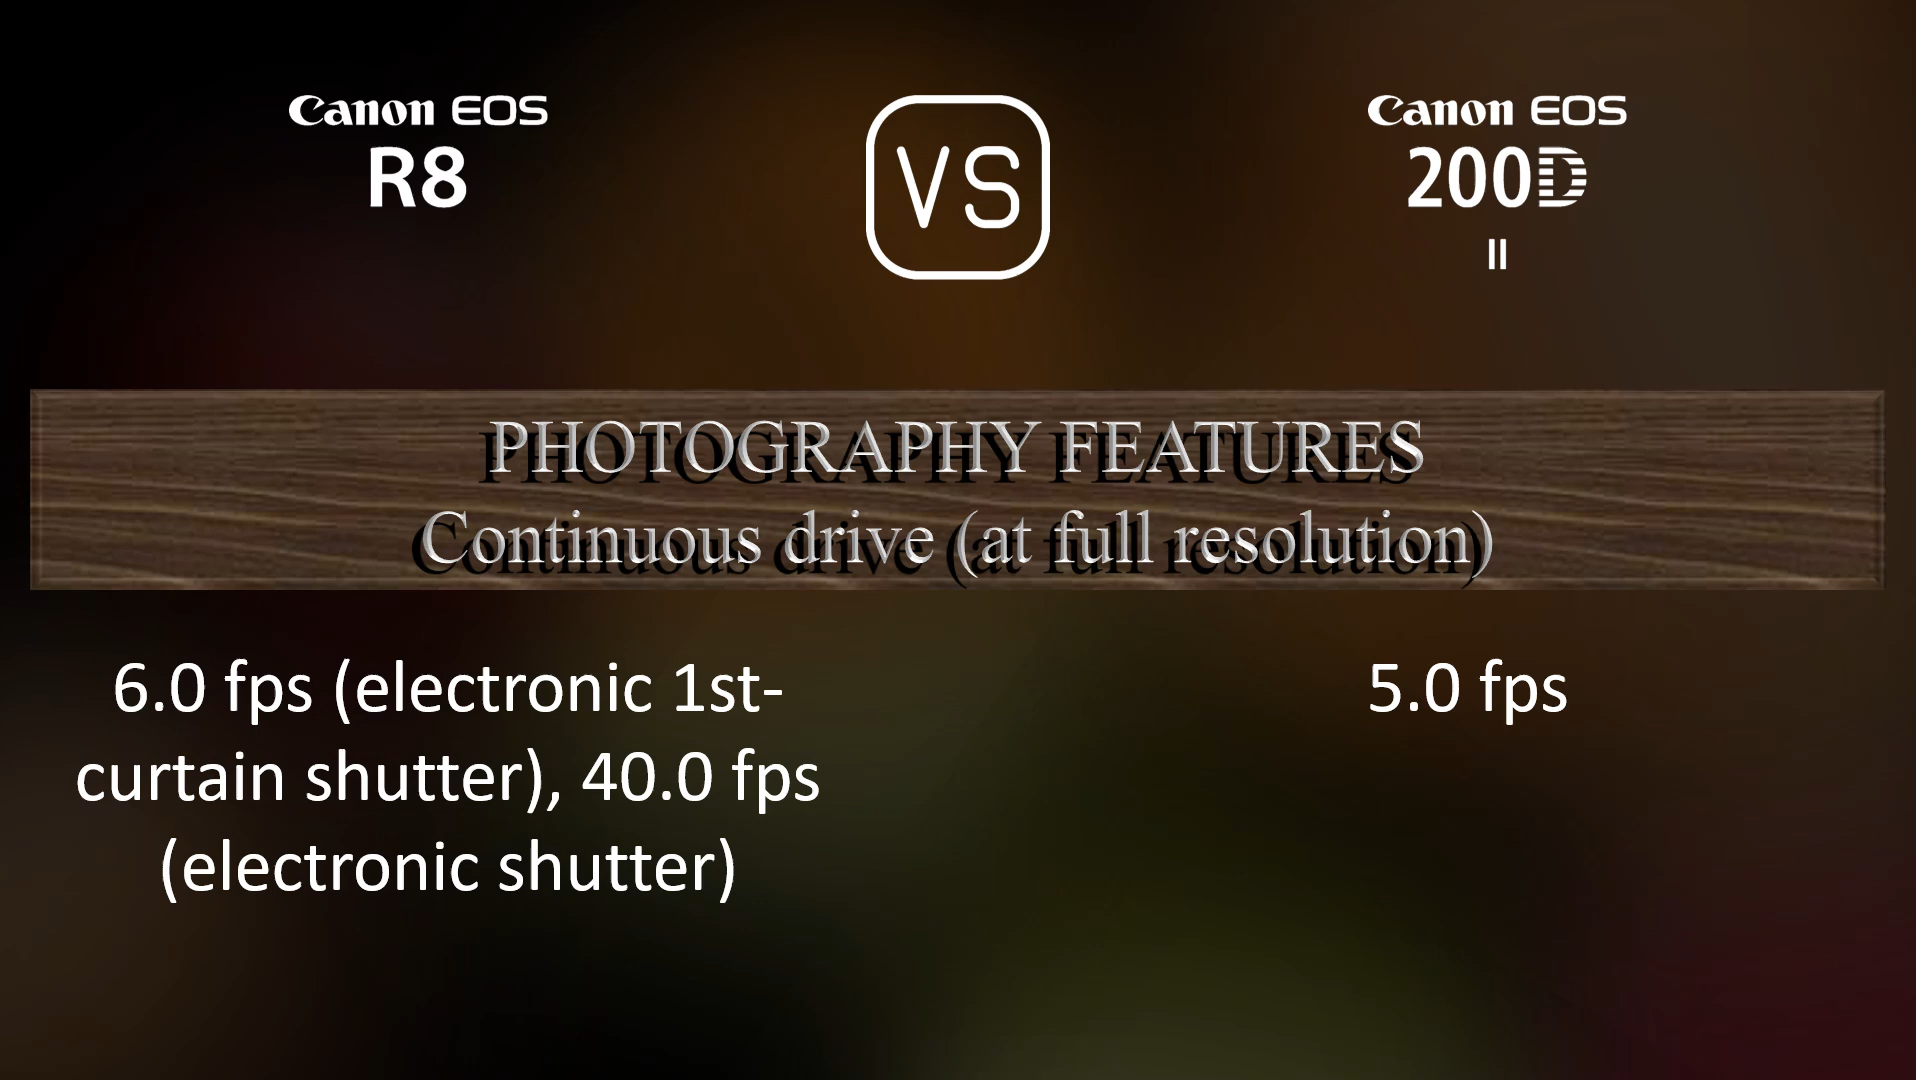 Canon EOS
R8
VS
Canon EOS
200D
II
PHOTOGRAPHY FEATURES
Continuous drive (at full resolution)
6.0 fps (electronic 1st-
curtain shutter), 40.0 fps
(electronic shutter)
5.0 fps